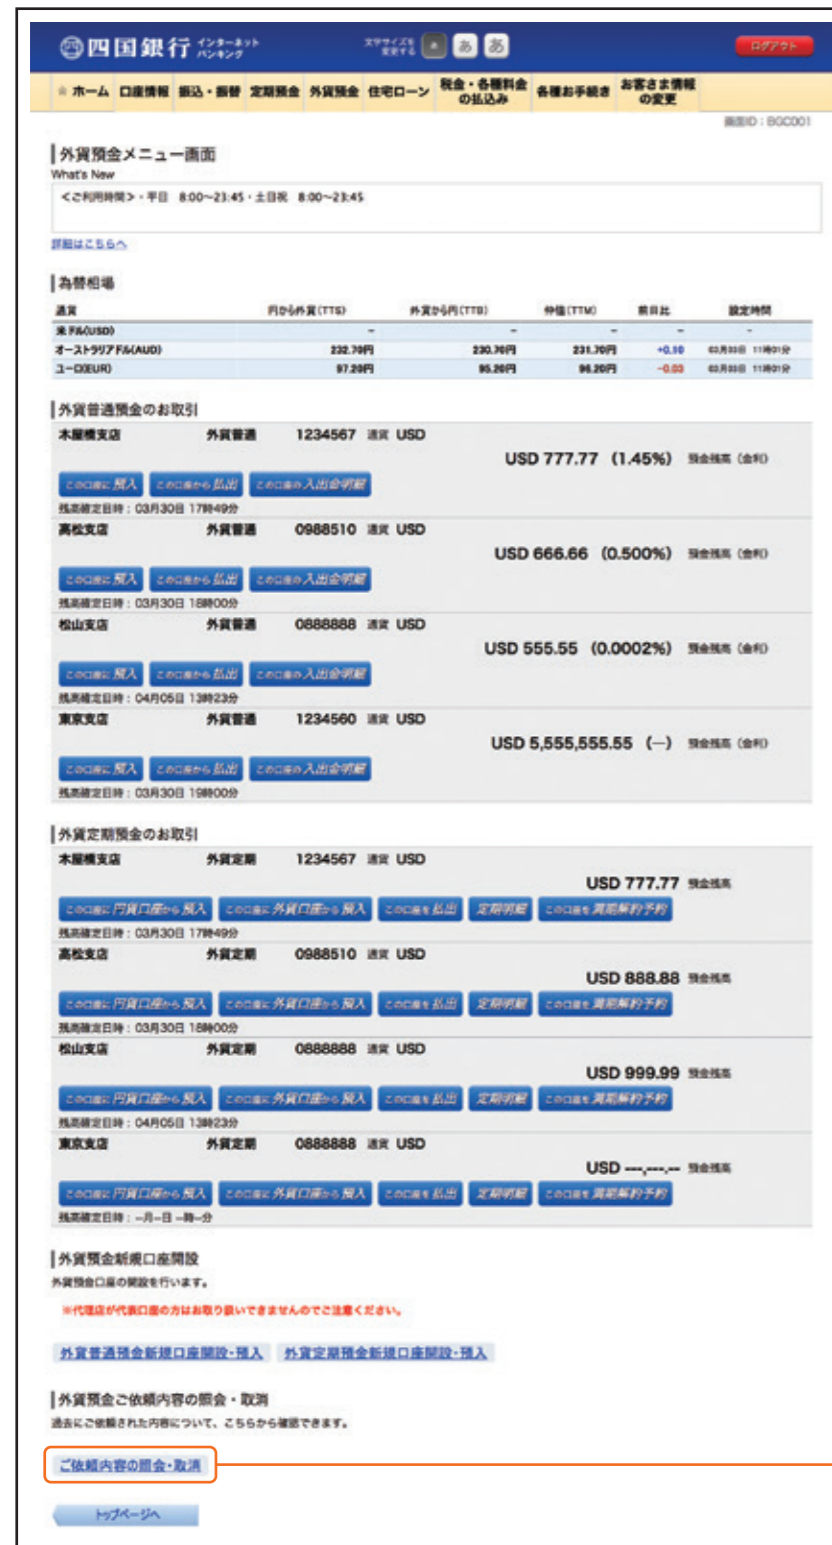 四国銀行 インターネットバンキング 文字サイズを変更する あ あ あ ログアウト
ホーム 口座情報 振込・振替 定期預金 外貨預金 住宅ローン 税金・各種料金の払込み 各種お手続き お客さま情報の変更
画面ID：BGC001
外貨預金メニュー画面
What's New
＜ご利用時間＞・平日 8:00～23:45・土日祝 8:00～23:45
詳細はこちらへ
為替相場
通貨 円から外貨(TTS) 外貨から円(TTB) 仲値(TTM) 前日比 設定時間
米ドル(USD) - - - - -
オーストラリアドル(AUD) 232.70円 230.70円 231.70円 +0.10 03月03日 11時01分
ユーロ(EUR) 97.20円 95.20円 96.20円 -0.03 03月03日 11時01分
外貨普通預金のお取引
木屋橋支店 外貨普通 1234567 通貨 USD
USD 777.77 （1.45%） 預金残高（金利）
この口座に預入 この口座から払出 この口座の入出金明細
残高確定日時：03月30日 17時49分
高松支店 外貨普通 0988510 通貨 USD
USD 666.66 （0.500%） 預金残高（金利）
この口座に預入 この口座から払出 この口座の入出金明細
残高確定日時：03月30日 18時00分
松山支店 外貨普通 0888888 通貨 USD
USD 555.55 （0.0002%） 預金残高（金利）
この口座に預入 この口座から払出 この口座の入出金明細
残高確定日時：04月05日 13時23分
東京支店 外貨普通 1234560 通貨 USD
USD 5,555,555.55 （—） 預金残高（金利）
この口座に預入 この口座から払出 この口座の入出金明細
残高確定日時：03月30日 19時00分
外貨定期預金のお取引
木屋橋支店 外貨定期 1234567 通貨 USD
USD 777.77 預金残高
この口座に円貨口座から預入 この口座に外貨口座から預入 この口座を払出 定期明細 この口座を満期解約予約
残高確定日時：03月30日 17時49分
高松支店 外貨定期 0988510 通貨 USD
USD 888.88 預金残高
この口座に円貨口座から預入 この口座に外貨口座から預入 この口座を払出 定期明細 この口座を満期解約予約
残高確定日時：03月30日 18時00分
松山支店 外貨定期 0888888 通貨 USD
USD 999.99 預金残高
この口座に円貨口座から預入 この口座に外貨口座から預入 この口座を払出 定期明細 この口座を満期解約予約
残高確定日時：04月05日 13時23分
東京支店 外貨定期 0888888 通貨 USD
USD ---,---.-- 預金残高
この口座に円貨口座から預入 この口座に外貨口座から預入 この口座を払出 定期明細 この口座を満期解約予約
残高確定日時：--月--日 --時--分
外貨預金新規口座開設
外貨預金口座の開設を行います。
※代理店が代表口座の方はお取り扱いできませんのでご注意ください。
外貨普通預金新規口座開設・預入 外貨定期預金新規口座開設・預入
外貨預金ご依頼内容の照会・取消
過去にご依頼された内容について、こちらから確認できます。
ご依頼内容の照会・取消
トップページへ